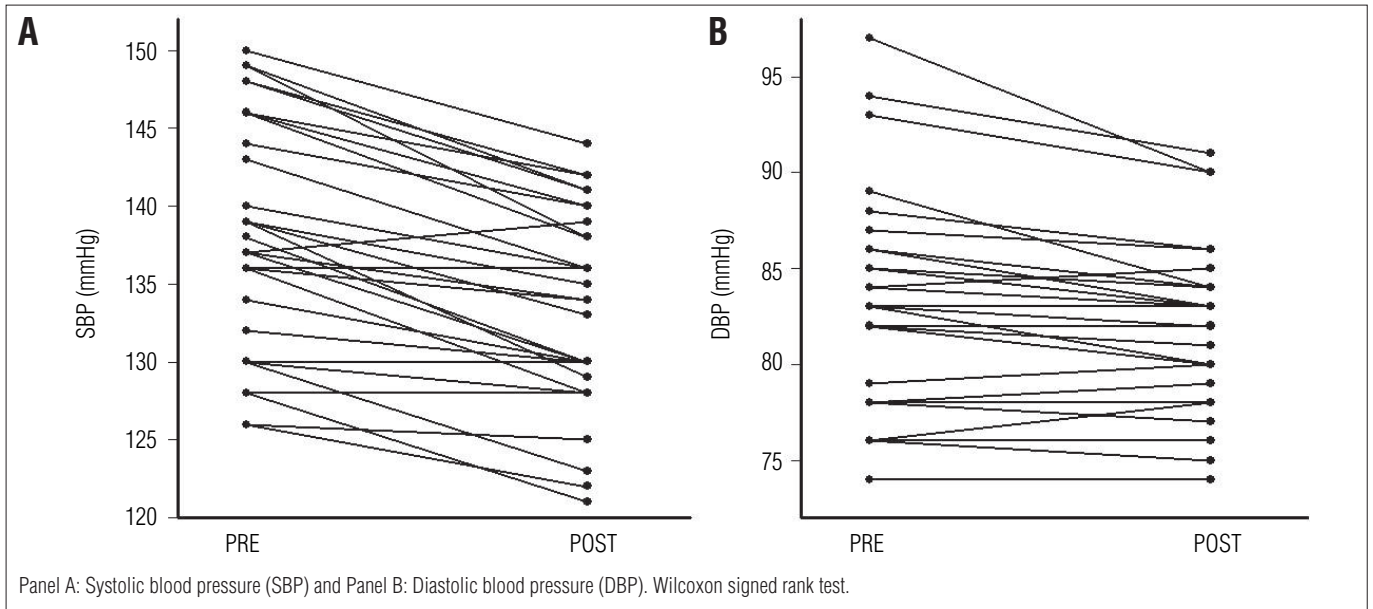 A
SBP (mmHg)
150
145
140
135
130
125
120
PRE
POST
B
DBP (mmHg)
95
90
85
80
75
PRE
POST
Panel A: Systolic blood pressure (SBP) and Panel B: Diastolic blood pressure (DBP). Wilcoxon signed rank test.